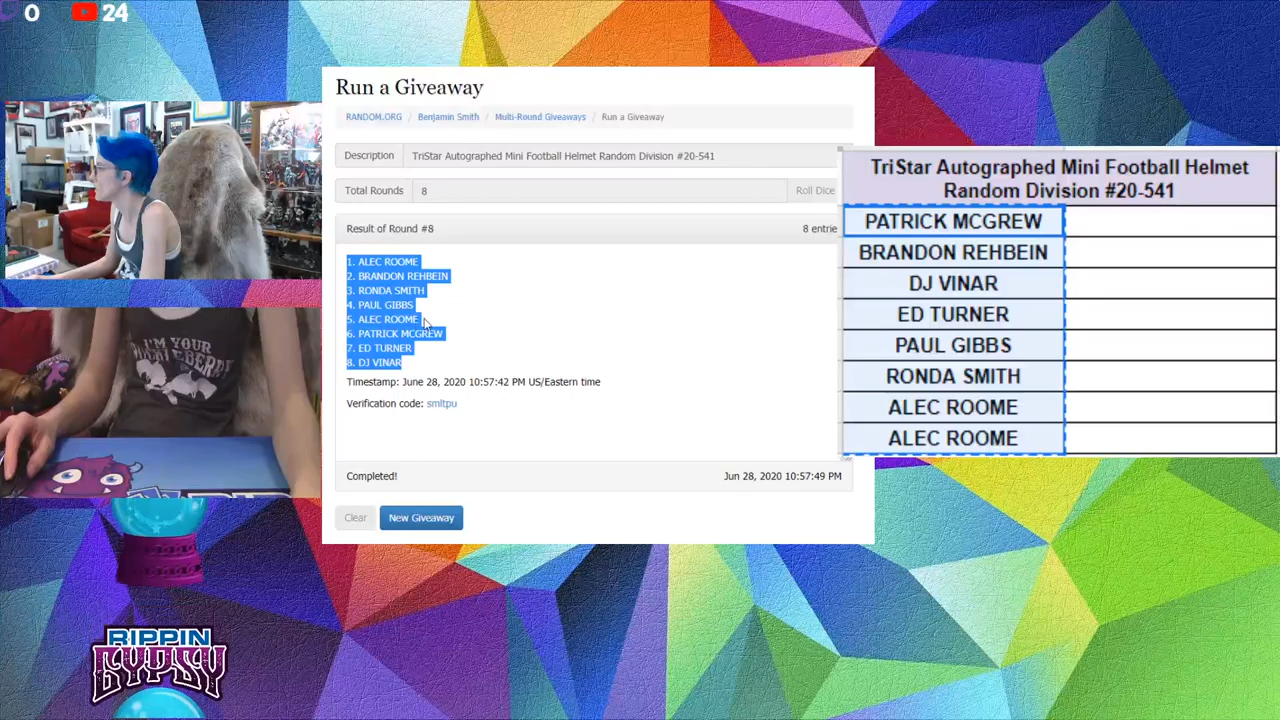 0 24
Run a Giveaway
RANDOM.ORG / Benjamin Smith / Multi-Round Giveaways / Run a Giveaway
Description TriStar Autographed Mini Football Helmet Random Division #20-541
Total Rounds 8 Roll Dice
Result of Round #8 8 entrie
1. ALEC ROOME
2. BRANDON REHBEIN
3. RONDA SMITH
4. PAUL GIBBS
5. ALEC ROOME
6. PATRICK MCGREW
7. ED TURNER
8. DJ VINAR
Timestamp: June 28, 2020 10:57:42 PM US/Eastern time
Verification code: smltpu
Completed! Jun 28, 2020 10:57:49 PM
Clear New Giveaway
TriStar Autographed Mini Football Helmet
Random Division #20-541
PATRICK MCGREW
BRANDON REHBEIN
DJ VINAR
ED TURNER
PAUL GIBBS
RONDA SMITH
ALEC ROOME
ALEC ROOME
I'M YOUR
RIPPIN
GYPSY